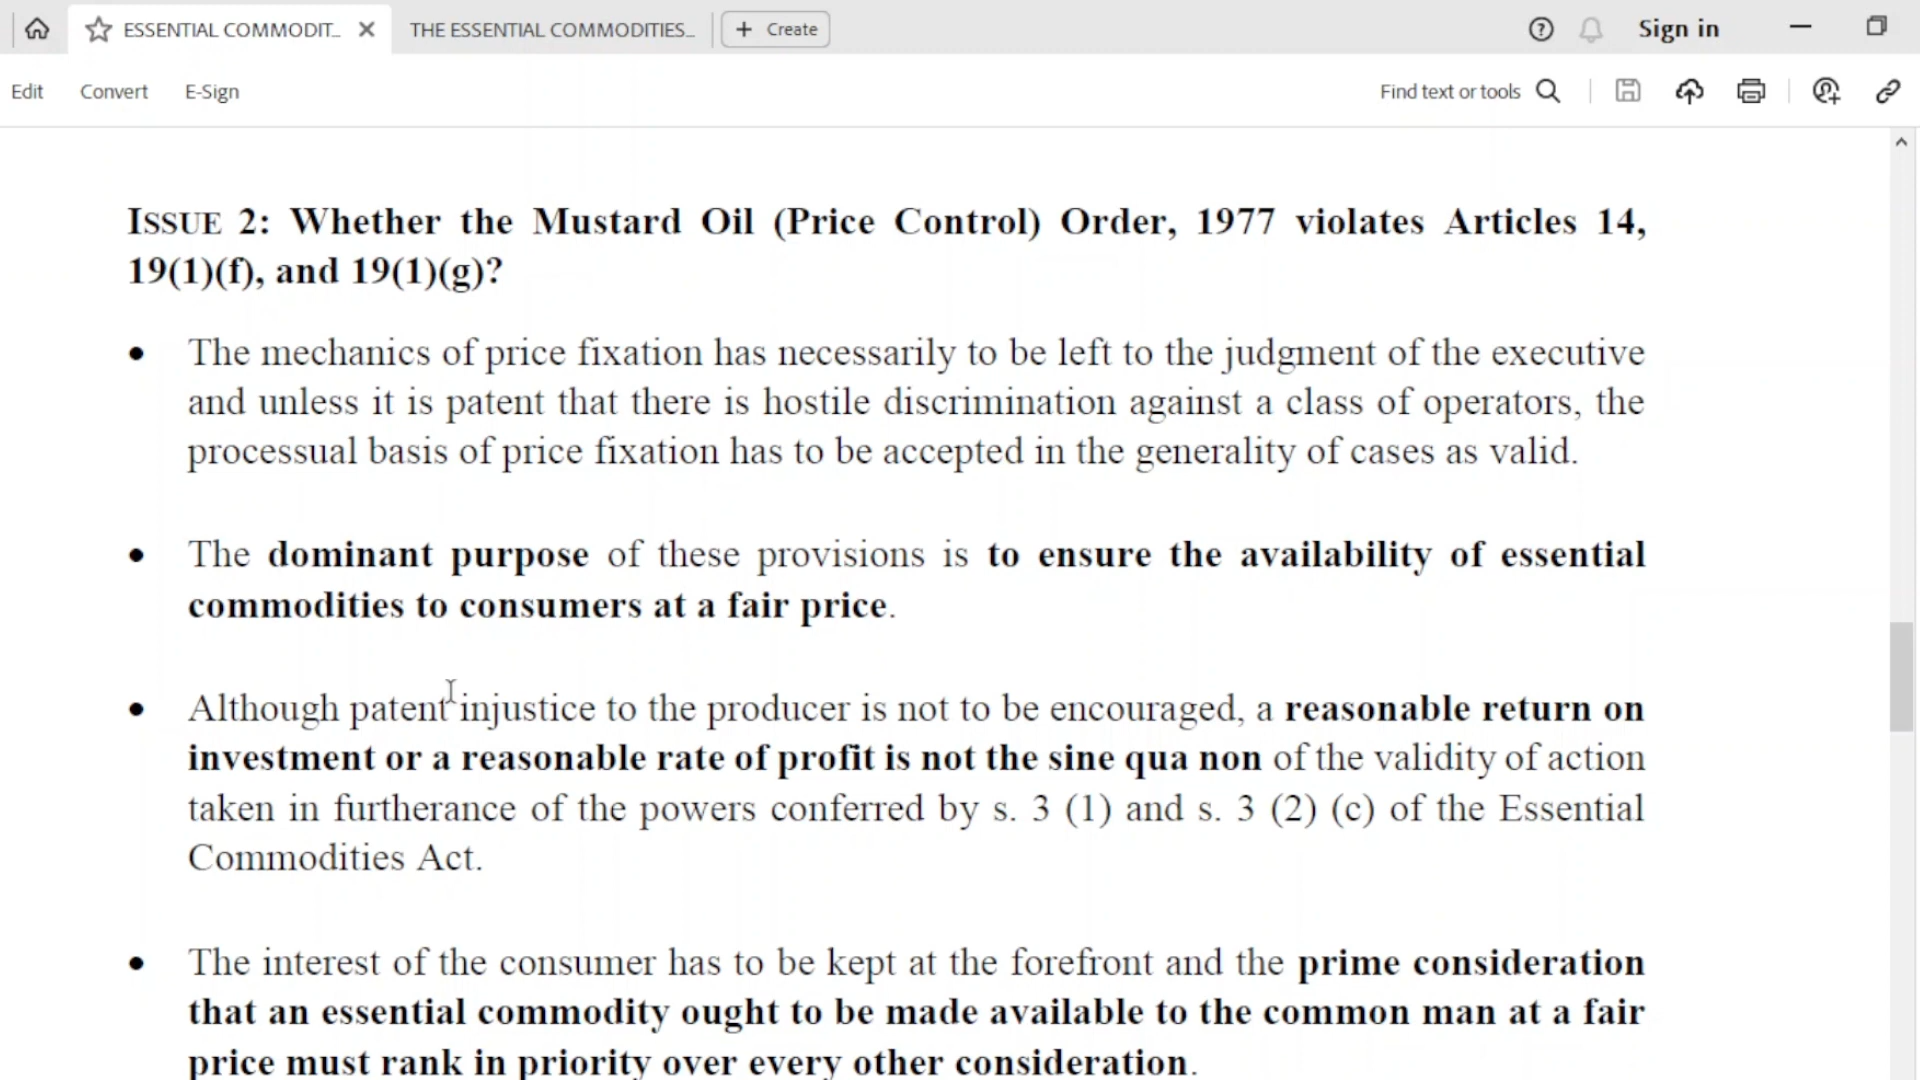 ESSENTIAL COMMODIT...
THE ESSENTIAL COMMODITIES...
Create
Sign in
Edit
Convert
E-Sign
Find text or tools
ISSUE 2: Whether the Mustard Oil (Price Control) Order, 1977 violates Articles 14,
19(1)(f), and 19(1)(g)?
• The mechanics of price fixation has necessarily to be left to the judgment of the executive
and unless it is patent that there is hostile discrimination against a class of operators, the
processual basis of price fixation has to be accepted in the generality of cases as valid.
• The dominant purpose of these provisions is to ensure the availability of essential
commodities to consumers at a fair price.
• Although patent injustice to the producer is not to be encouraged, a reasonable return on
investment or a reasonable rate of profit is not the sine qua non of the validity of action
taken in furtherance of the powers conferred by s. 3 (1) and s. 3 (2) (c) of the Essential
Commodities Act.
• The interest of the consumer has to be kept at the forefront and the prime consideration
that an essential commodity ought to be made available to the common man at a fair
price must rank in priority over every other consideration.